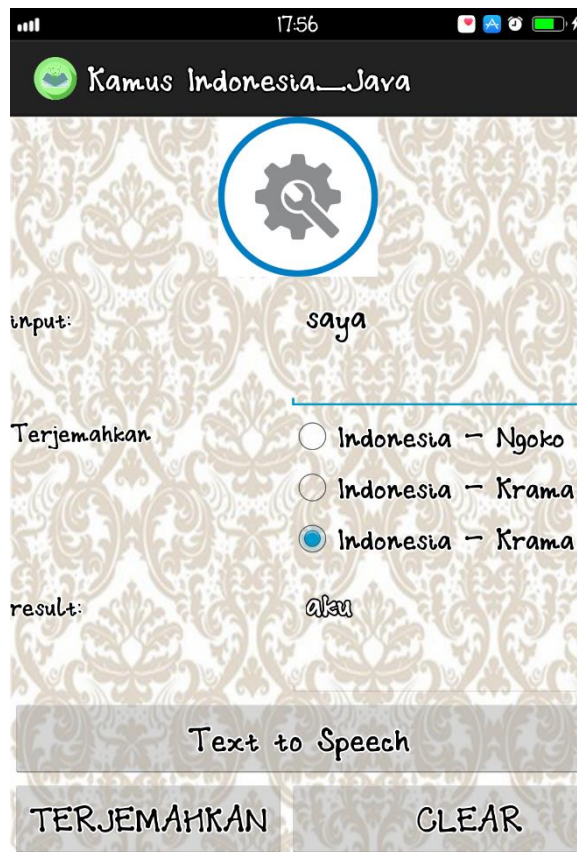 17:56
Kamus Indonesia_Java
input:
saya
Terjemahkan
Indonesia - Ngoko
Indonesia - Krama
Indonesia - Krama
result:
aku
Text to Speech
TERJEMAHKAN
CLEAR